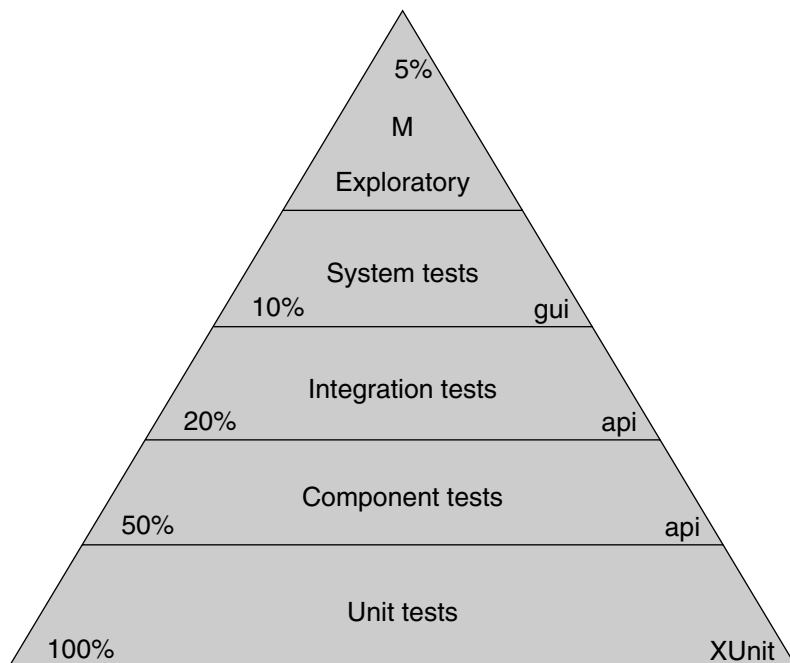 5%
M
Exploratory
System tests
10% gui
Integration tests
20% api
Component tests
50% api
Unit tests
100% XUnit